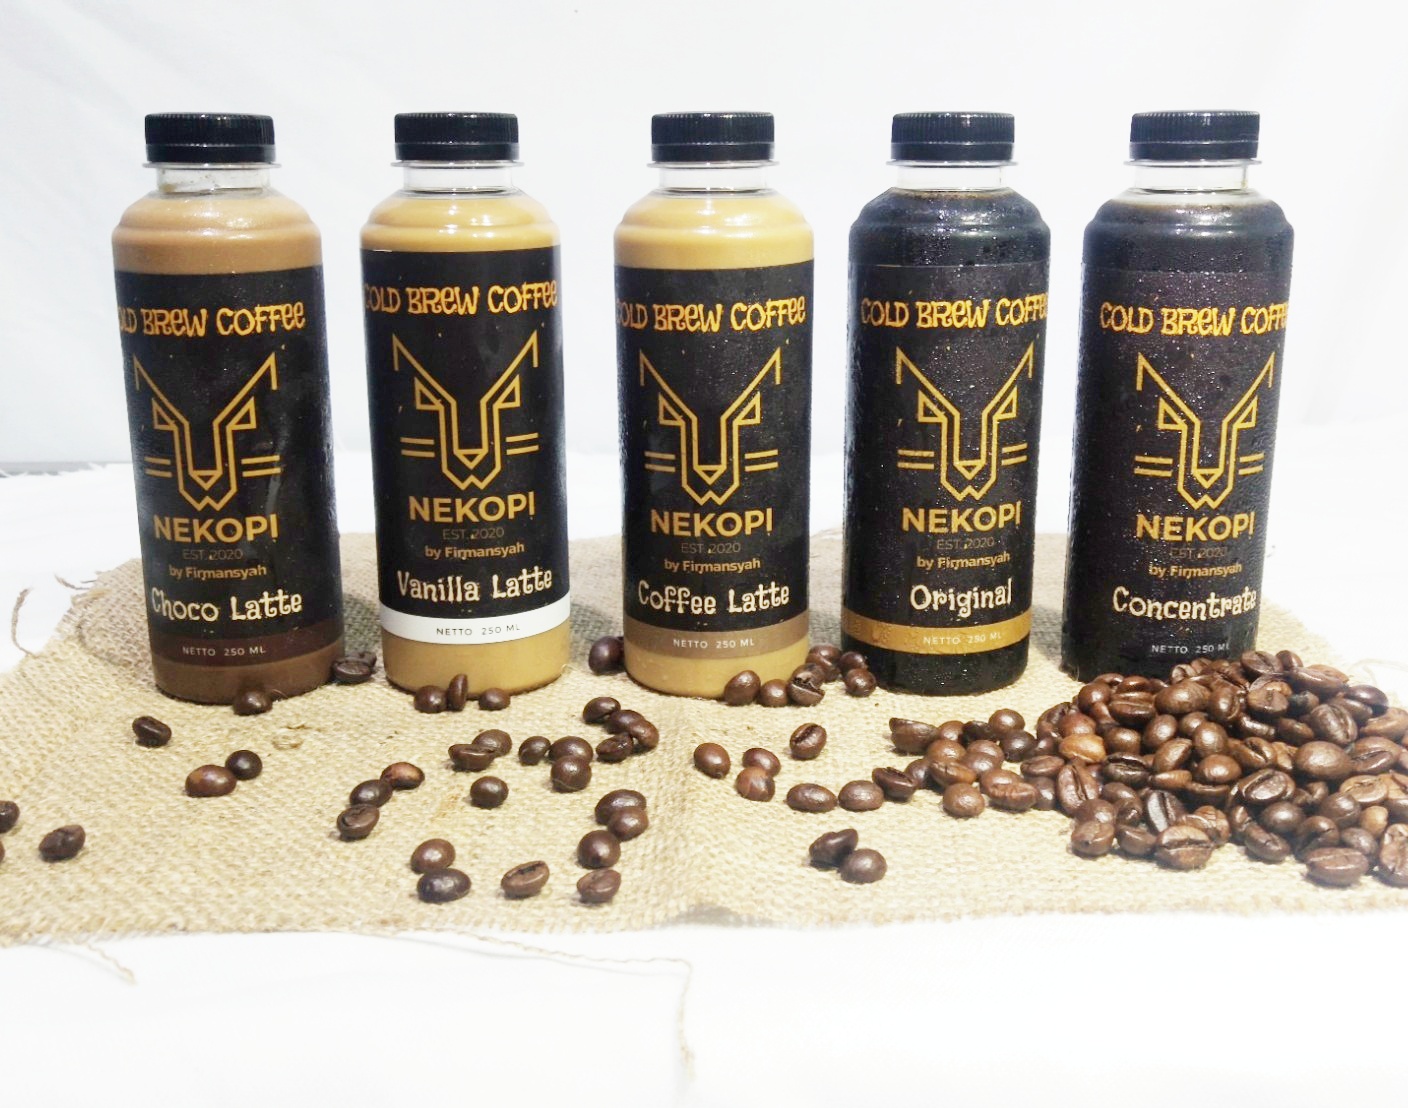 COLD BREW COFFEE
NEKOPI
EST. 2020
by Firmansyah
Choco Latte
NETTO 250 ML
COLD BREW COFFEE
NEKOPI
EST. 2020
by Firmansyah
Vanilla Latte
NETTO 250 ML
COLD BREW COFFEE
NEKOPI
EST. 2020
by Firmansyah
Coffee Latte
NETTO 250 ML
COLD BREW COFFEE
NEKOPI
EST. 2020
by Firmansyah
Original
NETTO 250 ML
COLD BREW COFFEE
NEKOPI
EST. 2020
by Firmansyah
Concentrate
NETTO 250 ML